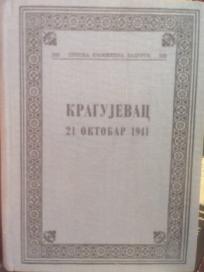 СРПСКА КЊИЖЕВНА ЗАДРУГА
КРАГУЈЕВАЦ
21 ОКТОБАР 1941